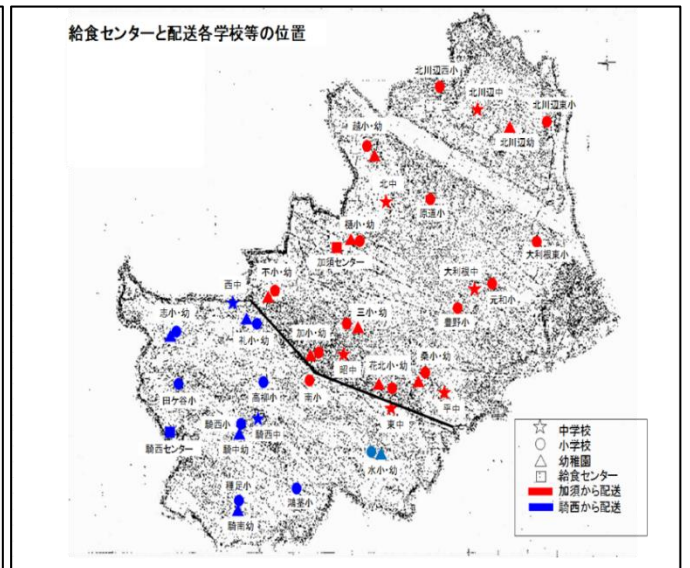 給食センターと配送各学校等の位置
北川辺西小
北川辺中
北川辺東小
北川辺幼
越小・幼
北中
原道小
樋小・幼
加須センター
大利根東小
不小・幼
大利根中
元和小
西中
志小・幼
礼小・幼
三小・幼
豊野小
加小・幼
昭中
花北小・幼
桑小・幼
田ケ谷小
高柳小
南小
平中
東中
騎西小
騎西中
騎西センター
騎中幼
水小・幼
種足小
鴻茎小
騎南幼
中学校
小学校
幼稚園
給食センター
加須から配送
騎西から配送